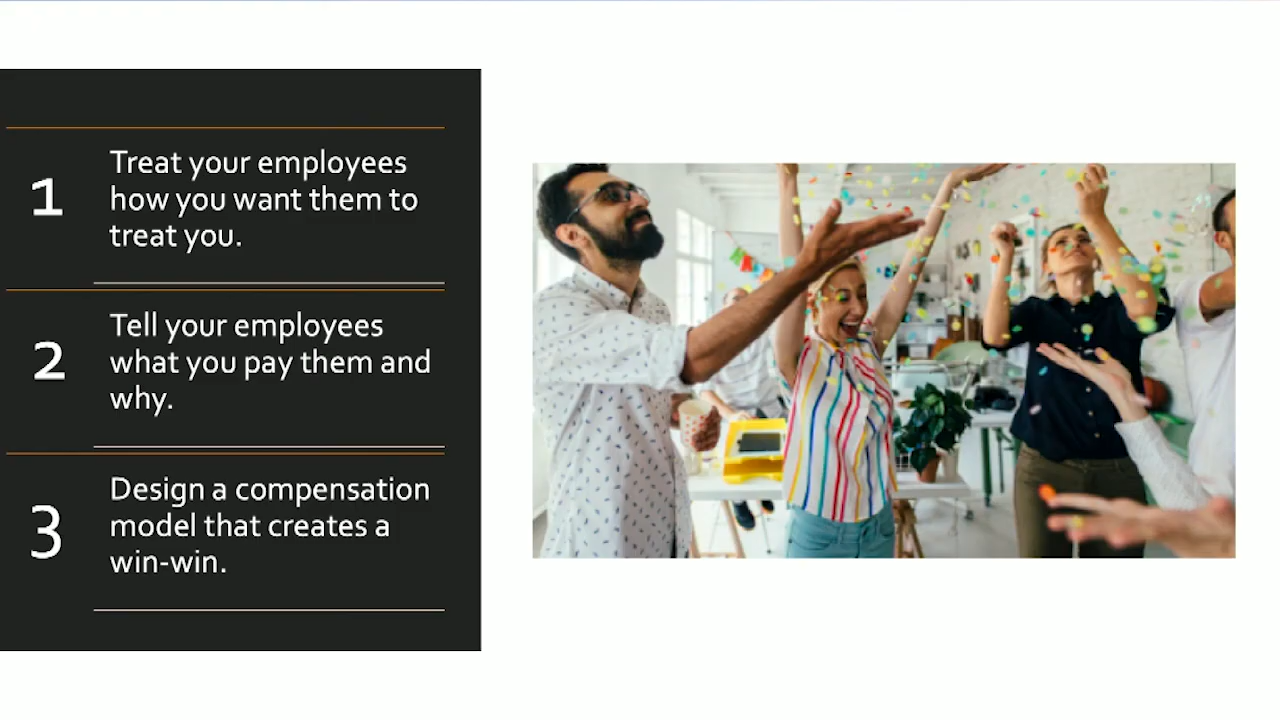 1
Treat your employees
how you want them to
treat you.
2
Tell your employees
what you pay them and
why.
3
Design a compensation
model that creates a
win-win.